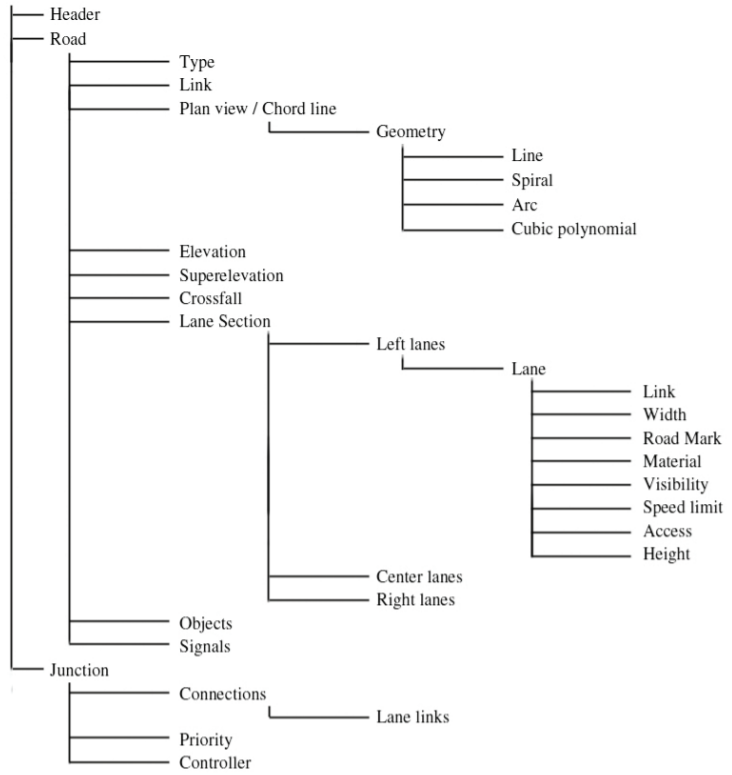 Header
Road
Type
Link
Plan view / Chord line
Geometry
Line
Spiral
Arc
Cubic polynomial
Elevation
Superelevation
Crossfall
Lane Section
Left lanes
Lane
Link
Width
Road Mark
Material
Visibility
Speed limit
Access
Height
Center lanes
Right lanes
Objects
Signals
Junction
Connections
Lane links
Priority
Controller